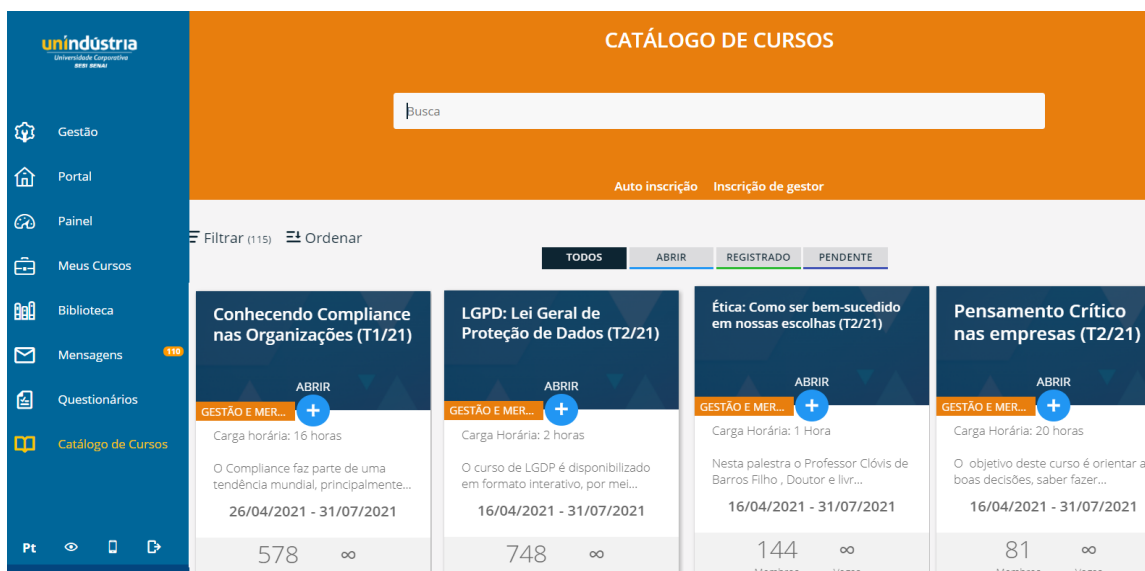 unindústria
Universidade Corporativa
SESI SENAI
Gestão
Portal
Painel
Meus Cursos
Biblioteca
Mensagens
110
Questionários
Catálogo de Cursos
Pt
CATÁLOGO DE CURSOS
Busca
Auto inscrição Inscrição de gestor
Filtrar (115) Ordenar
TODOS ABRIR REGISTRADO PENDENTE
Conhecendo Compliance
nas Organizações (T1/21)
ABRIR
GESTÃO E MER...
Carga horária: 16 horas
O Compliance faz parte de uma
tendência mundial, principalmente...
26/04/2021 - 31/07/2021
578 ∞
LGPD: Lei Geral de
Proteção de Dados (T2/21)
ABRIR
GESTÃO E MER...
Carga Horária: 2 horas
O curso de LGDP é disponibilizado
em formato interativo, por mei...
16/04/2021 - 31/07/2021
748 ∞
Ética: Como ser bem-sucedido
em nossas escolhas (T2/21)
ABRIR
GESTÃO E MER...
Carga Horária: 1 Hora
Nesta palestra o Professor Clóvis de
Barros Filho , Doutor e livr...
16/04/2021 - 31/07/2021
144 ∞
Membros Vagas
Pensamento Crítico
nas empresas (T2/21)
ABRIR
GESTÃO E MER...
Carga Horária: 20 horas
O objetivo deste curso é orientar a
boas decisões, saber fazer...
16/04/2021 - 31/07/2021
81 ∞
Membros Vagas